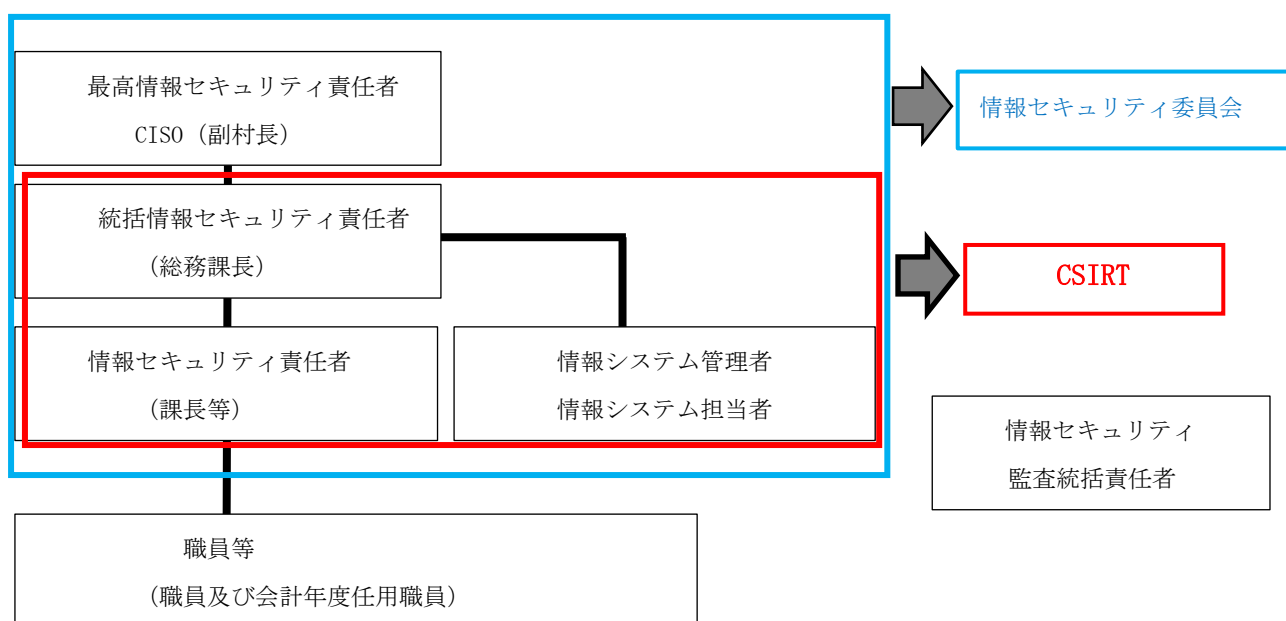 最高情報セキュリティ責任者
CISO（副村長）
情報セキュリティ委員会
統括情報セキュリティ責任者
（総務課長）
CSIRT
情報セキュリティ責任者
（課長等）
情報システム管理者
情報システム担当者
情報セキュリティ
監査統括責任者
職員等
（職員及び会計年度任用職員）